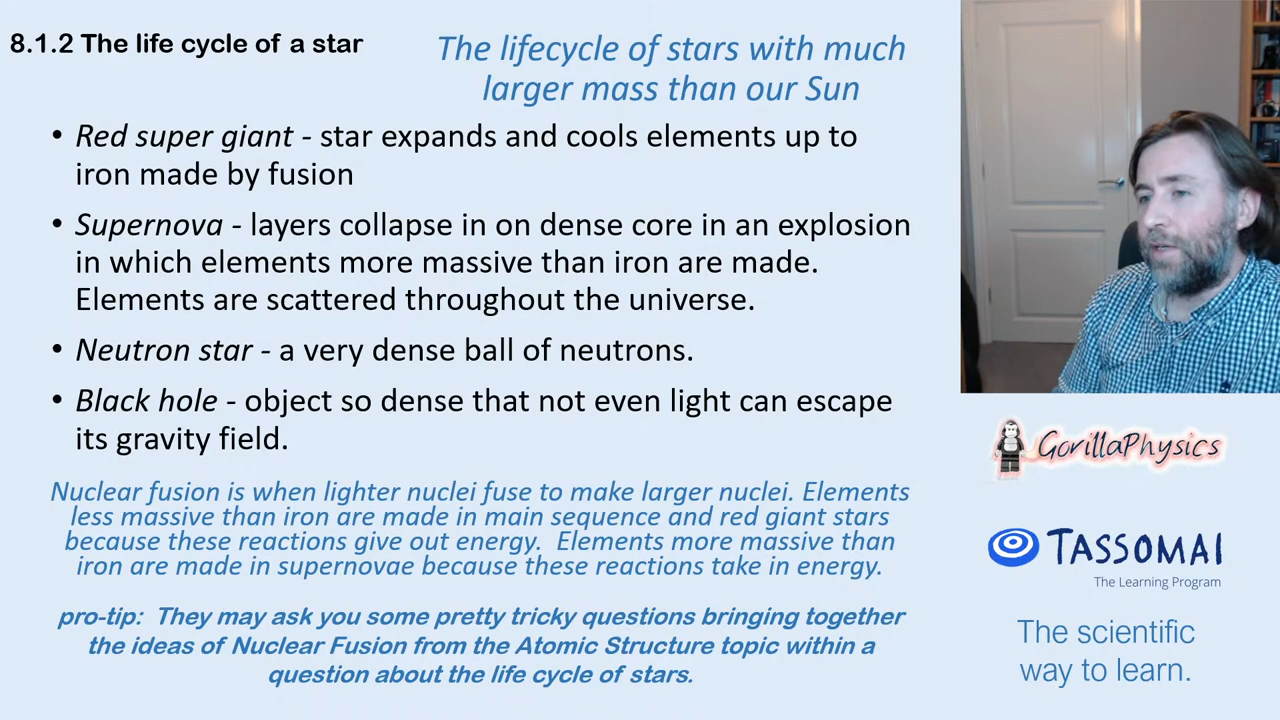 8.1.2 The life cycle of a star
The lifecycle of stars with much
larger mass than our Sun
• Red super giant - star expands and cools elements up to
iron made by fusion
• Supernova - layers collapse in on dense core in an explosion
in which elements more massive than iron are made.
Elements are scattered throughout the universe.
• Neutron star - a very dense ball of neutrons.
• Black hole - object so dense that not even light can escape
its gravity field.
Nuclear fusion is when lighter nuclei fuse to make larger nuclei. Elements
less massive than iron are made in main sequence and red giant stars
because these reactions give out energy. Elements more massive than
iron are made in supernovae because these reactions take in energy.
pro-tip: They may ask you some pretty tricky questions bringing together
the ideas of Nuclear Fusion from the Atomic Structure topic within a
question about the life cycle of stars.
GorillaPhysics
TASSOMAI
The Learning Program
The scientific
way to learn.